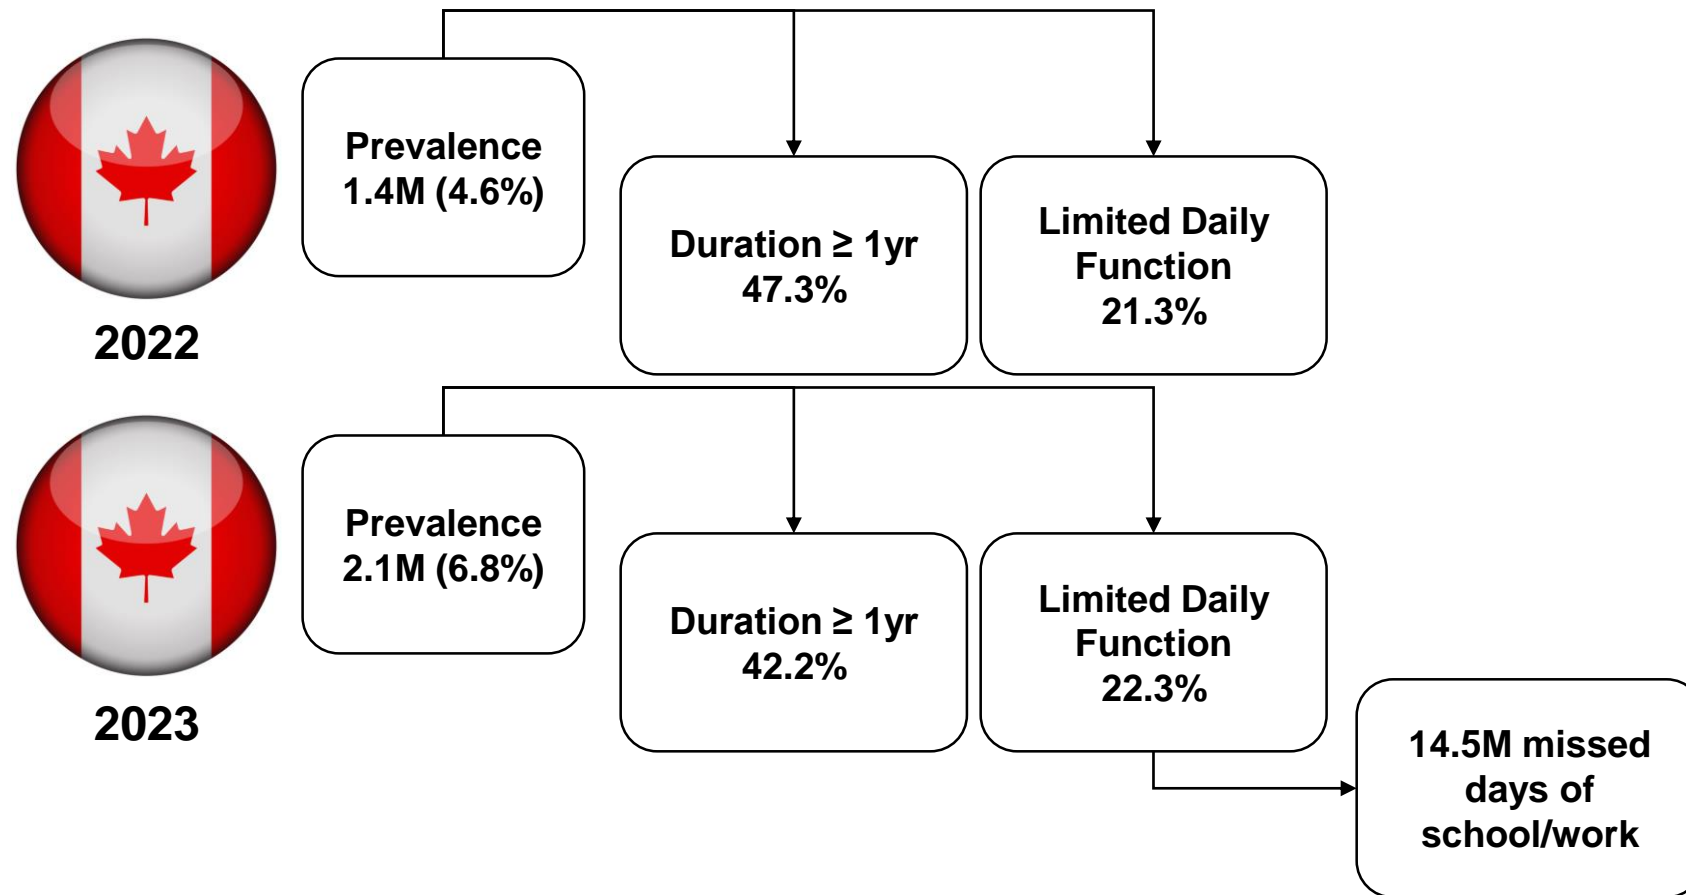 Prevalence
1.4M (4.6%)
Duration ≥ 1yr
47.3%
Limited Daily
Function
21.3%
2022
Prevalence
2.1M (6.8%)
Duration ≥ 1yr
42.2%
Limited Daily
Function
22.3%
2023
14.5M missed
days of
school/work